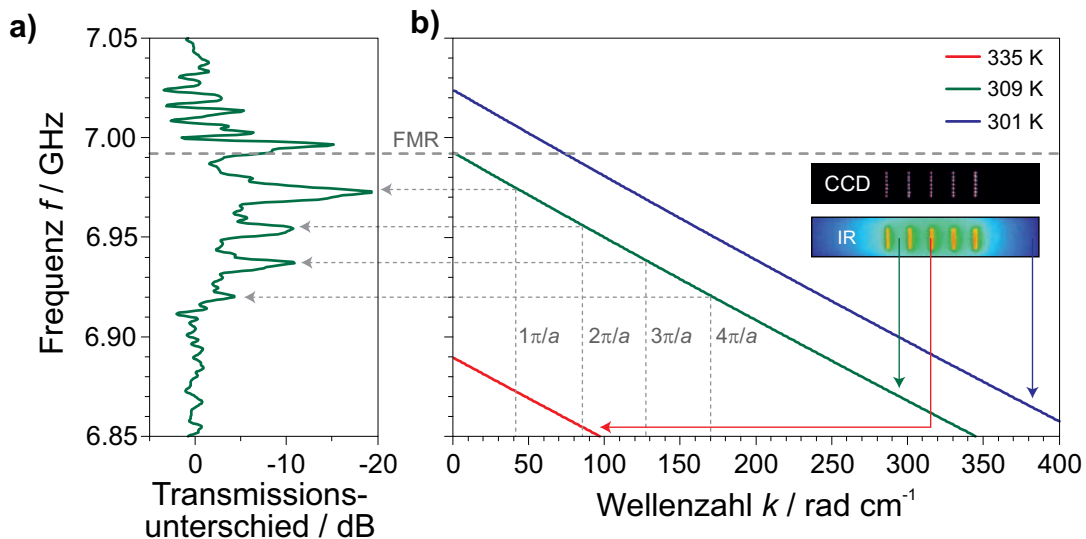 a)
Frequenz f / GHz
7.05
7.00
6.95
6.90
6.85
0
-10
-20
Transmissions-
unterschied / dB
FMR
b)
335 K
309 K
301 K
CCD
IR
1π/a
2π/a
3π/a
4π/a
0
50
100
150
200
250
300
350
400
Wellenzahl k / rad cm⁻¹